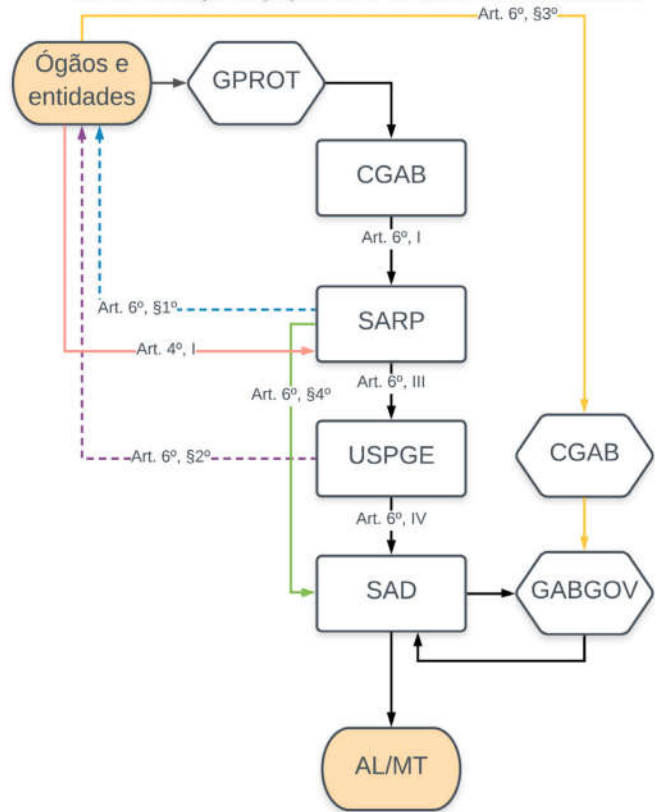 Art. 6º, §3º
Ógãos e
entidades
GPROT
CGAB
Art. 6º, I
Art. 6º, §1º
SARP
Art. 4º, I
Art. 6º, III
Art. 6º, §4º
USPGE
CGAB
Art. 6º, §2º
Art. 6º, IV
SAD
GABGOV
AL/MT